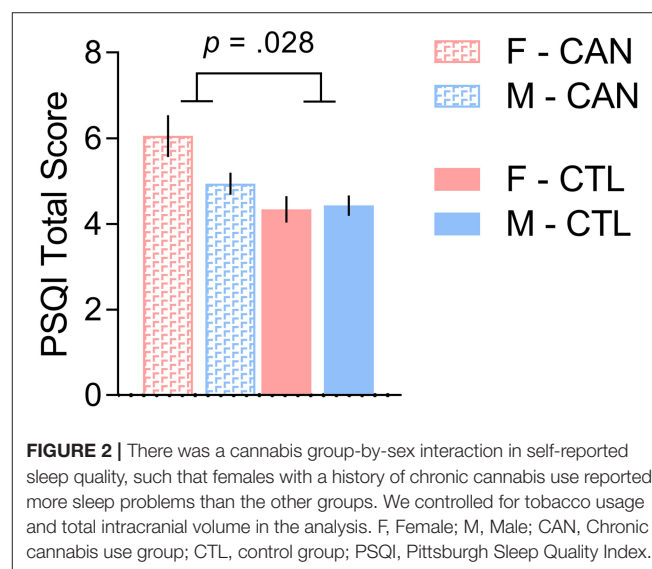 8
p = .028
F - CAN
M - CAN
6
4
F - CTL
M - CTL
2
0
PSQI Total Score
FIGURE 2 | There was a cannabis group-by-sex interaction in self-reported
sleep quality, such that females with a history of chronic cannabis use reported
more sleep problems than the other groups. We controlled for tobacco usage
and total intracranial volume in the analysis. F, Female; M, Male; CAN, Chronic
cannabis use group; CTL, control group; PSQI, Pittsburgh Sleep Quality Index.